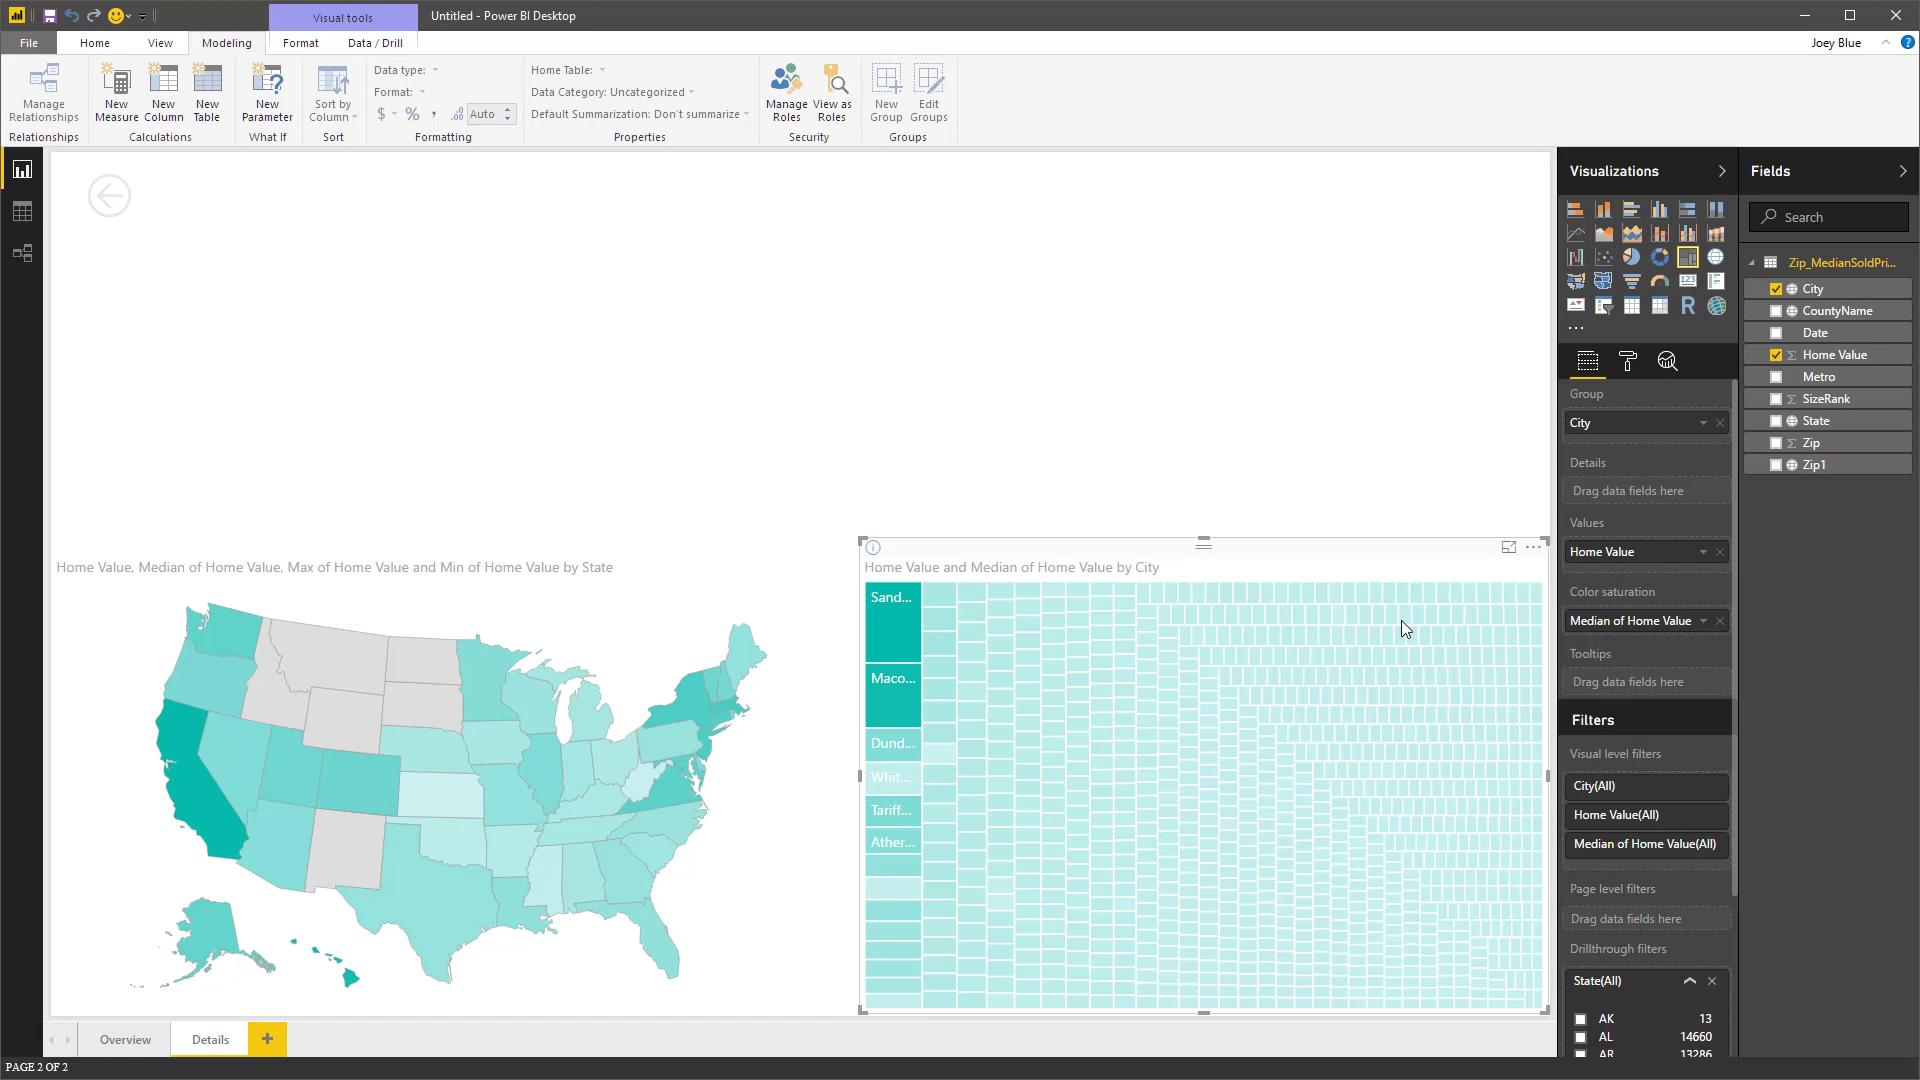 Visual tools
Untitled - Power BI Desktop
File
Home
View
Modeling
Format
Data / Drill
Joey Blue
Manage
Relationships
New
Measure
New
Column
New
Table
New
Parameter
Sort by
Column
Data type:
Format:
$ % , .00 Auto
Home Table:
Data Category: Uncategorized
Default Summarization: Don't summarize
Manage
Roles
View as
Roles
New
Group
Edit
Groups
Relationships
Calculations
What If
Sort
Formatting
Properties
Security
Groups
Home Value, Median of Home Value, Max of Home Value and Min of Home Value by State
Home Value and Median of Home Value by City
Sand...
Maco...
Dund...
Whit...
Tariff...
Ather...
Visualizations
123
R
Group
City
Details
Drag data fields here
Values
Home Value
Color saturation
Median of Home Value
Tooltips
Drag data fields here
Filters
Visual level filters
City(All)
Home Value(All)
Median of Home Value(All)
Page level filters
Drag data fields here
Drillthrough filters
State(All)
AK 13
AL 14660
AR 13286
Fields
Search
Zip_MedianSoldPri...
City
CountyName
Date
Home Value
Metro
SizeRank
State
Zip
Zip1
Overview
Details
PAGE 2 OF 2